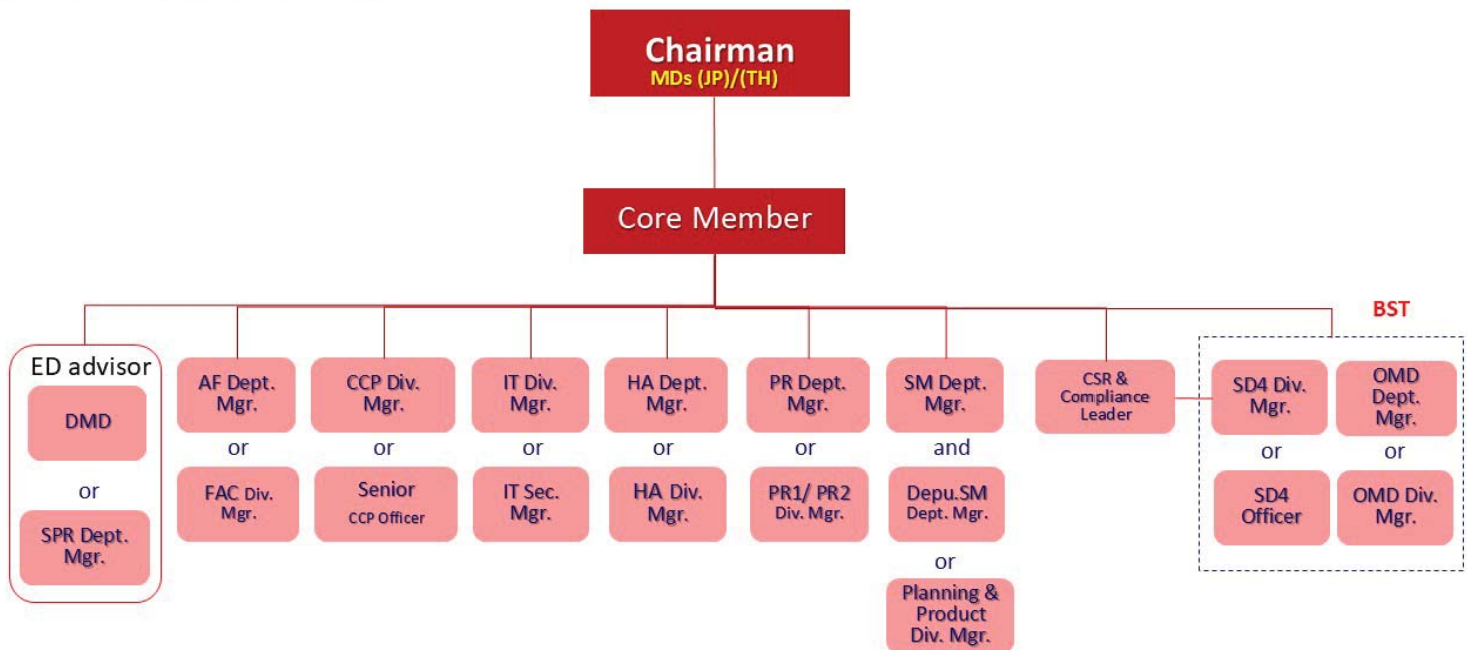 Chairman
MDs (JP)/(TH)
Core Member
BST
ED advisor
DMD
or
SPR Dept.
Mgr.
AF Dept.
Mgr.
or
FAC Div.
Mgr.
CCP Div.
Mgr.
or
Senior
CCP Officer
IT Div.
Mgr.
or
IT Sec.
Mgr.
HA Dept.
Mgr.
or
HA Div.
Mgr.
PR Dept.
Mgr.
or
PR1/ PR2
Div. Mgr.
SM Dept.
Mgr.
and
Depu.SM
Dept. Mgr.
or
Planning &
Product
Div. Mgr.
CSR &
Compliance
Leader
SD4 Div.
Mgr.
or
SD4
Officer
OMD
Dept.
Mgr.
or
OMD Div.
Mgr.